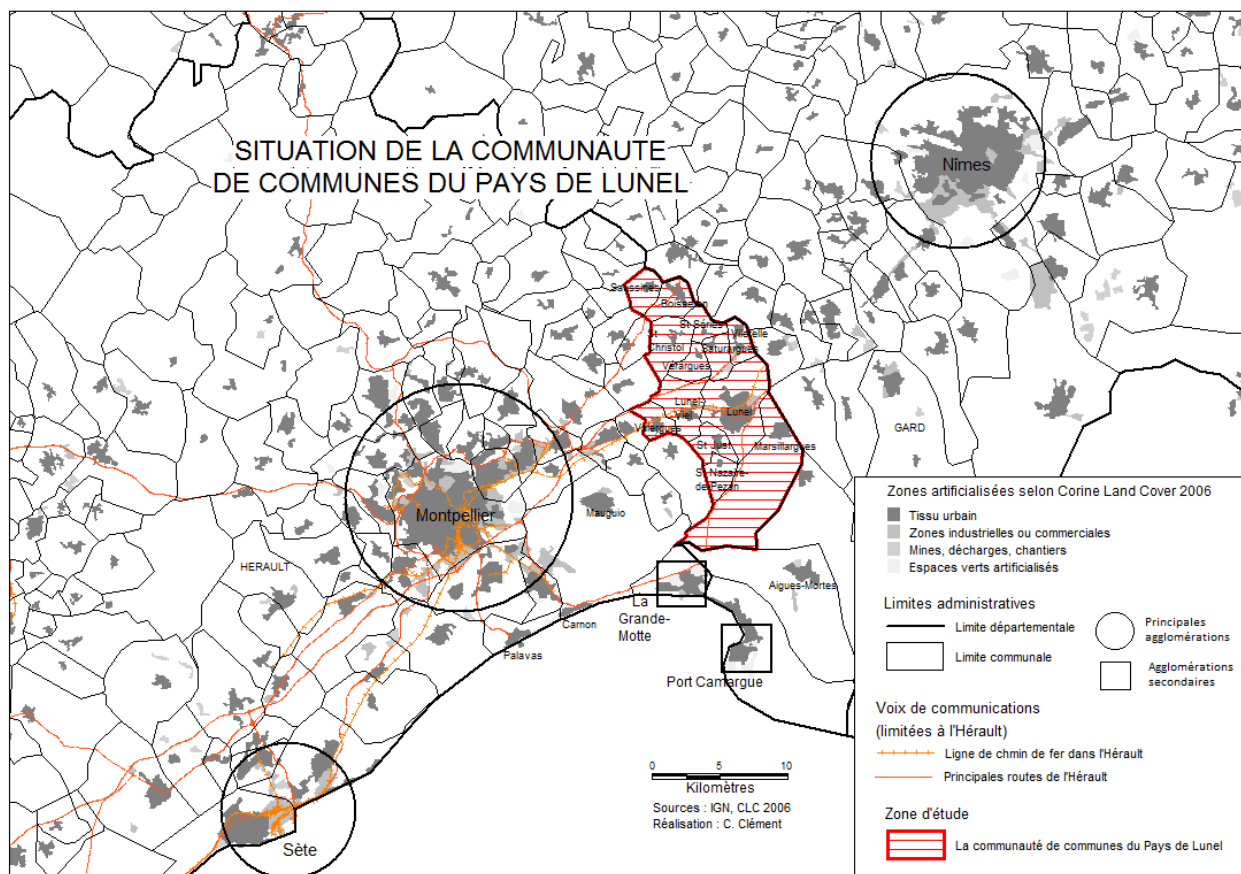 SITUATION DE LA COMMUNAUTE
DE COMMUNES DU PAYS DE LUNEL
Nîmes
Saussines
Boisseron
St Séries
St
Christol
Villetelle
Saturargues
Vérargues
Lunel-
Viel
Lunel
Valergues
St Just
Marsillargues
St Nazaire-
de-Pezan
GARD
Montpellier
Mauguio
HERAULT
Aigues-Mortes
La
Grande-
Motte
Carnon
Palavas
Port Camargue
Sète
0 5 10
Kilomètres
Sources : IGN, CLC 2006
Réalisation : C. Clément
Zones artificialisées selon Corine Land Cover 2006
Tissu urbain
Zones industrielles ou commerciales
Mines, décharges, chantiers
Espaces verts artificialisés
Limites administratives
Limite départementale
Limite communale
Principales
agglomérations
Agglomérations
secondaires
Voix de communications
(limitées à l'Hérault)
Ligne de chmin de fer dans l'Hérault
Principales routes de l'Hérault
Zone d'étude
La communauté de communes du Pays de Lunel